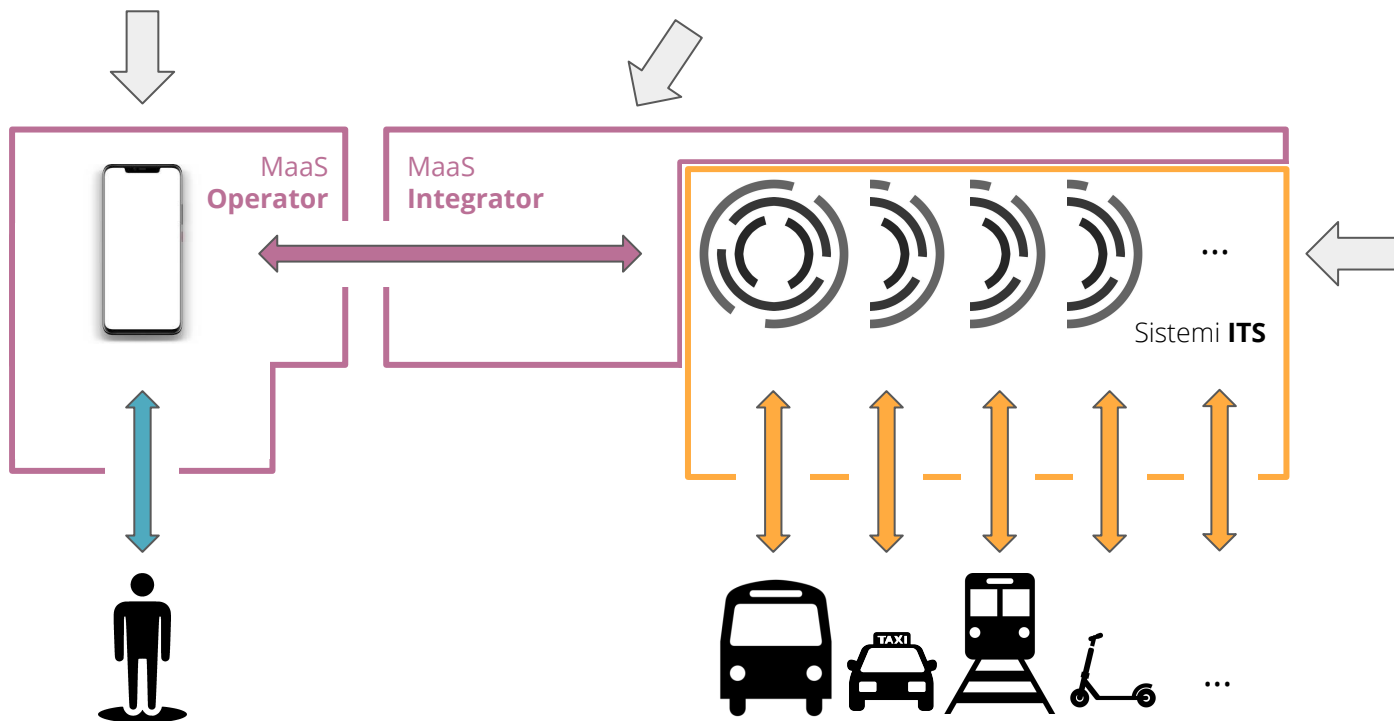 MaaS
Operator
MaaS
Integrator
...
Sistemi ITS
TAXI
...